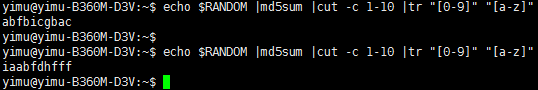 yimu@yimu-B360M-D3V:~$ echo $RANDOM |md5sum |cut -c 1-10 |tr "[0-9]" "[a-z]"
abfbicgbac
yimu@yimu-B360M-D3V:~$
yimu@yimu-B360M-D3V:~$ echo $RANDOM |md5sum |cut -c 1-10 |tr "[0-9]" "[a-z]"
iaabfdhfff
yimu@yimu-B360M-D3V:~$